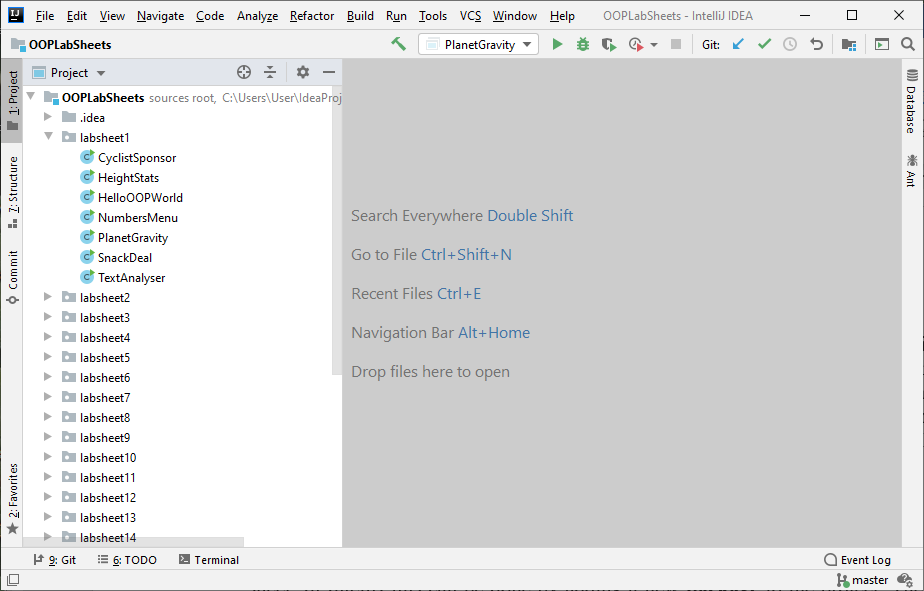 File Edit View Navigate Code Analyze Refactor Build Run Tools VCS Window Help OOPLabSheets - IntelliJ IDEA
OOPLabSheets PlanetGravity Git:
1: Project
7: Structure
Commit
2: Favorites
Project
OOPLabSheets sources root, C:\Users\User\IdeaProj
.idea
labsheet1
CyclistSponsor
HeightStats
HelloOOPWorld
NumbersMenu
PlanetGravity
SnackDeal
TextAnalyser
labsheet2
labsheet3
labsheet4
labsheet5
labsheet6
labsheet7
labsheet8
labsheet9
labsheet10
labsheet11
labsheet12
labsheet13
labsheet14
Search Everywhere Double Shift
Go to File Ctrl+Shift+N
Recent Files Ctrl+E
Navigation Bar Alt+Home
Drop files here to open
Database
Ant
9: Git 6: TODO Terminal Event Log
master